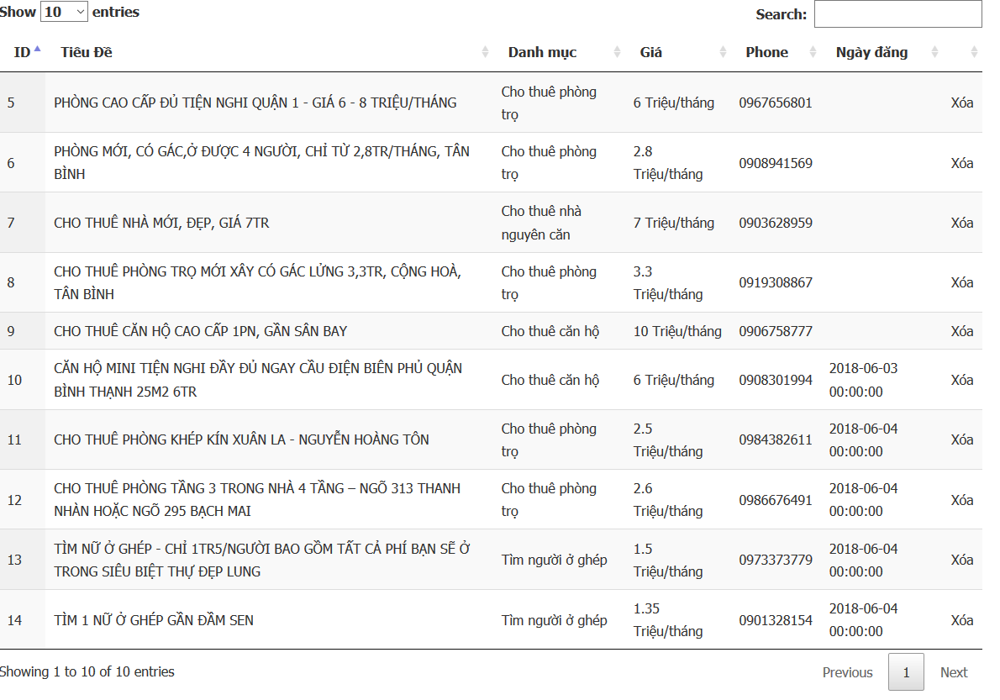 Show 10 entries
Search:
ID Tiêu Đề Danh mục Giá Phone Ngày đăng
5 PHÒNG CAO CẤP ĐỦ TIỆN NGHI QUẬN 1 - GIÁ 6 - 8 TRIỆU/THÁNG Cho thuê phòng trọ 6 Triệu/tháng 0967656801 Xóa
6 PHÒNG MỚI, CÓ GÁC,Ở ĐƯỢC 4 NGƯỜI, CHỈ TỪ 2,8TR/THÁNG, TÂN BÌNH Cho thuê phòng trọ 2.8 Triệu/tháng 0908941569 Xóa
7 CHO THUÊ NHÀ MỚI, ĐẸP, GIÁ 7TR Cho thuê nhà nguyên căn 7 Triệu/tháng 0903628959 Xóa
8 CHO THUÊ PHÒNG TRỌ MỚI XÂY CÓ GÁC LỬNG 3,3TR, CỘNG HOÀ, TÂN BÌNH Cho thuê phòng trọ 3.3 Triệu/tháng 0919308867 Xóa
9 CHO THUÊ CĂN HỘ CAO CẤP 1PN, GẦN SÂN BAY Cho thuê căn hộ 10 Triệu/tháng 0906758777 Xóa
10 CĂN HỘ MINI TIỆN NGHI ĐẦY ĐỦ NGAY CẦU ĐIỆN BIÊN PHỦ QUẬN BÌNH THẠNH 25M2 6TR Cho thuê căn hộ 6 Triệu/tháng 0908301994 2018-06-03 00:00:00 Xóa
11 CHO THUÊ PHÒNG KHÉP KÍN XUÂN LA - NGUYỄN HOÀNG TÔN Cho thuê phòng trọ 2.5 Triệu/tháng 0984382611 2018-06-04 00:00:00 Xóa
12 CHO THUÊ PHÒNG TẦNG 3 TRONG NHÀ 4 TẦNG – NGÕ 313 THANH NHÀN HOẶC NGÕ 295 BẠCH MAI Cho thuê phòng trọ 2.6 Triệu/tháng 0986676491 2018-06-04 00:00:00 Xóa
13 TÌM NỮ Ở GHÉP - CHỈ 1TR5/NGƯỜI BAO GỒM TẤT CẢ PHÍ BẠN SẼ Ở TRONG SIÊU BIỆT THỰ ĐẸP LUNG Tìm người ở ghép 1.5 Triệu/tháng 0973373779 2018-06-04 00:00:00 Xóa
14 TÌM 1 NỮ Ở GHÉP GẦN ĐẦM SEN Tìm người ở ghép 1.35 Triệu/tháng 0901328154 2018-06-04 00:00:00 Xóa
Showing 1 to 10 of 10 entries
Previous 1 Next